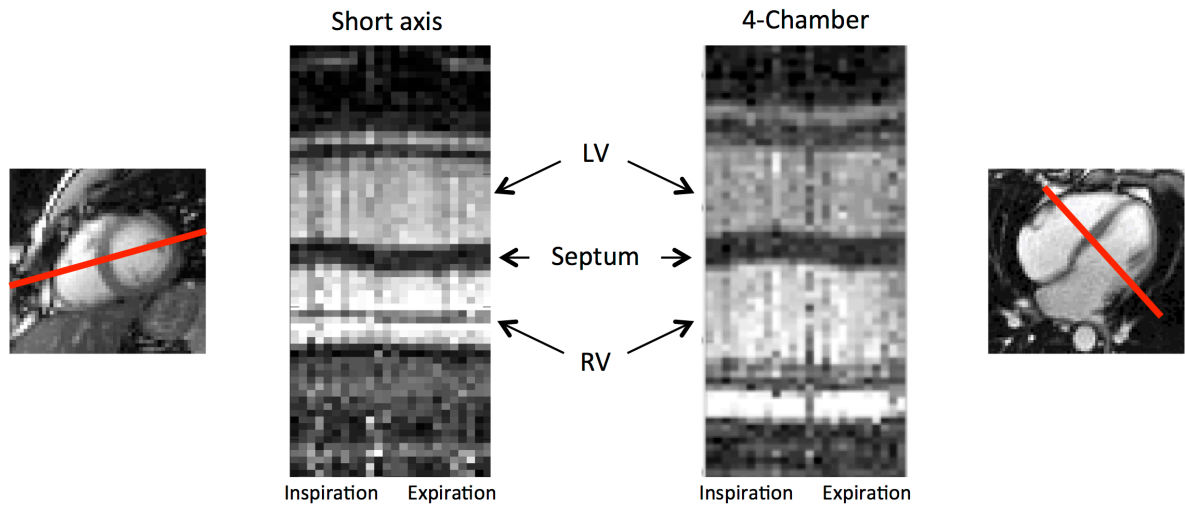 Short axis
4-Chamber
LV
Septum
RV
Inspiration Expiration
Inspiration Expiration